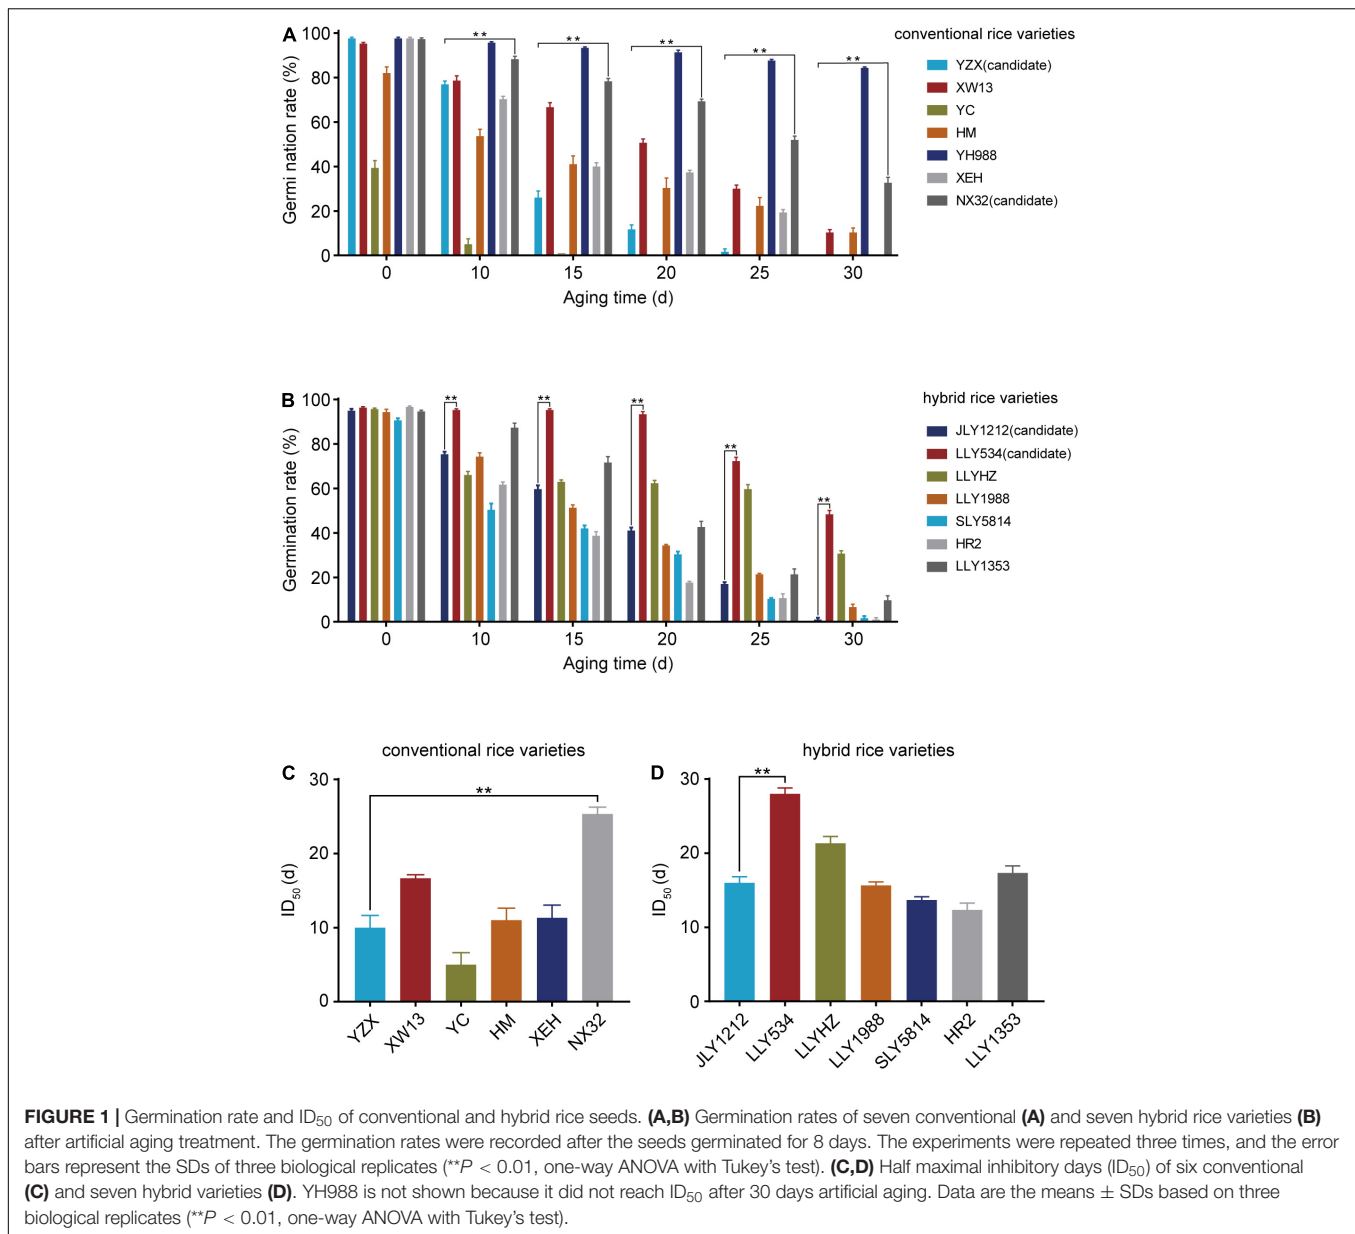 A
conventional rice varieties
Germi nation rate (%)
100
80
60
40
20
0
**
**
**
**
**
YZX(candidate)
XW13
YC
HM
YH988
XEH
NX32(candidate)
0 10 15 20 25 30
Aging time (d)
B
hybrid rice varieties
Germination rate (%)
100
80
60
40
20
0
**
**
**
**
**
JLY1212(candidate)
LLY534(candidate)
LLYHZ
LLY1988
SLY5814
HR2
LLY1353
0 10 15 20 25 30
Aging time (d)
conventional rice varieties
C
ID50 (d)
30
20
10
0
**
YZX XW13 YC HM XEH NX32
hybrid rice varieties
D
ID50 (d)
30
20
10
0
**
JLY1212 LLY534 LLYHZ LLY1988 SLY5814 HR2 LLY1353
FIGURE 1 | Germination rate and ID50 of conventional and hybrid rice seeds. (A,B) Germination rates of seven conventional (A) and seven hybrid rice varieties (B)
after artificial aging treatment. The germination rates were recorded after the seeds germinated for 8 days. The experiments were repeated three times, and the error
bars represent the SDs of three biological replicates (**P < 0.01, one-way ANOVA with Tukey's test). (C,D) Half maximal inhibitory days (ID50) of six conventional
(C) and seven hybrid varieties (D). YH988 is not shown because it did not reach ID50 after 30 days artificial aging. Data are the means ± SDs based on three
biological replicates (**P < 0.01, one-way ANOVA with Tukey's test).